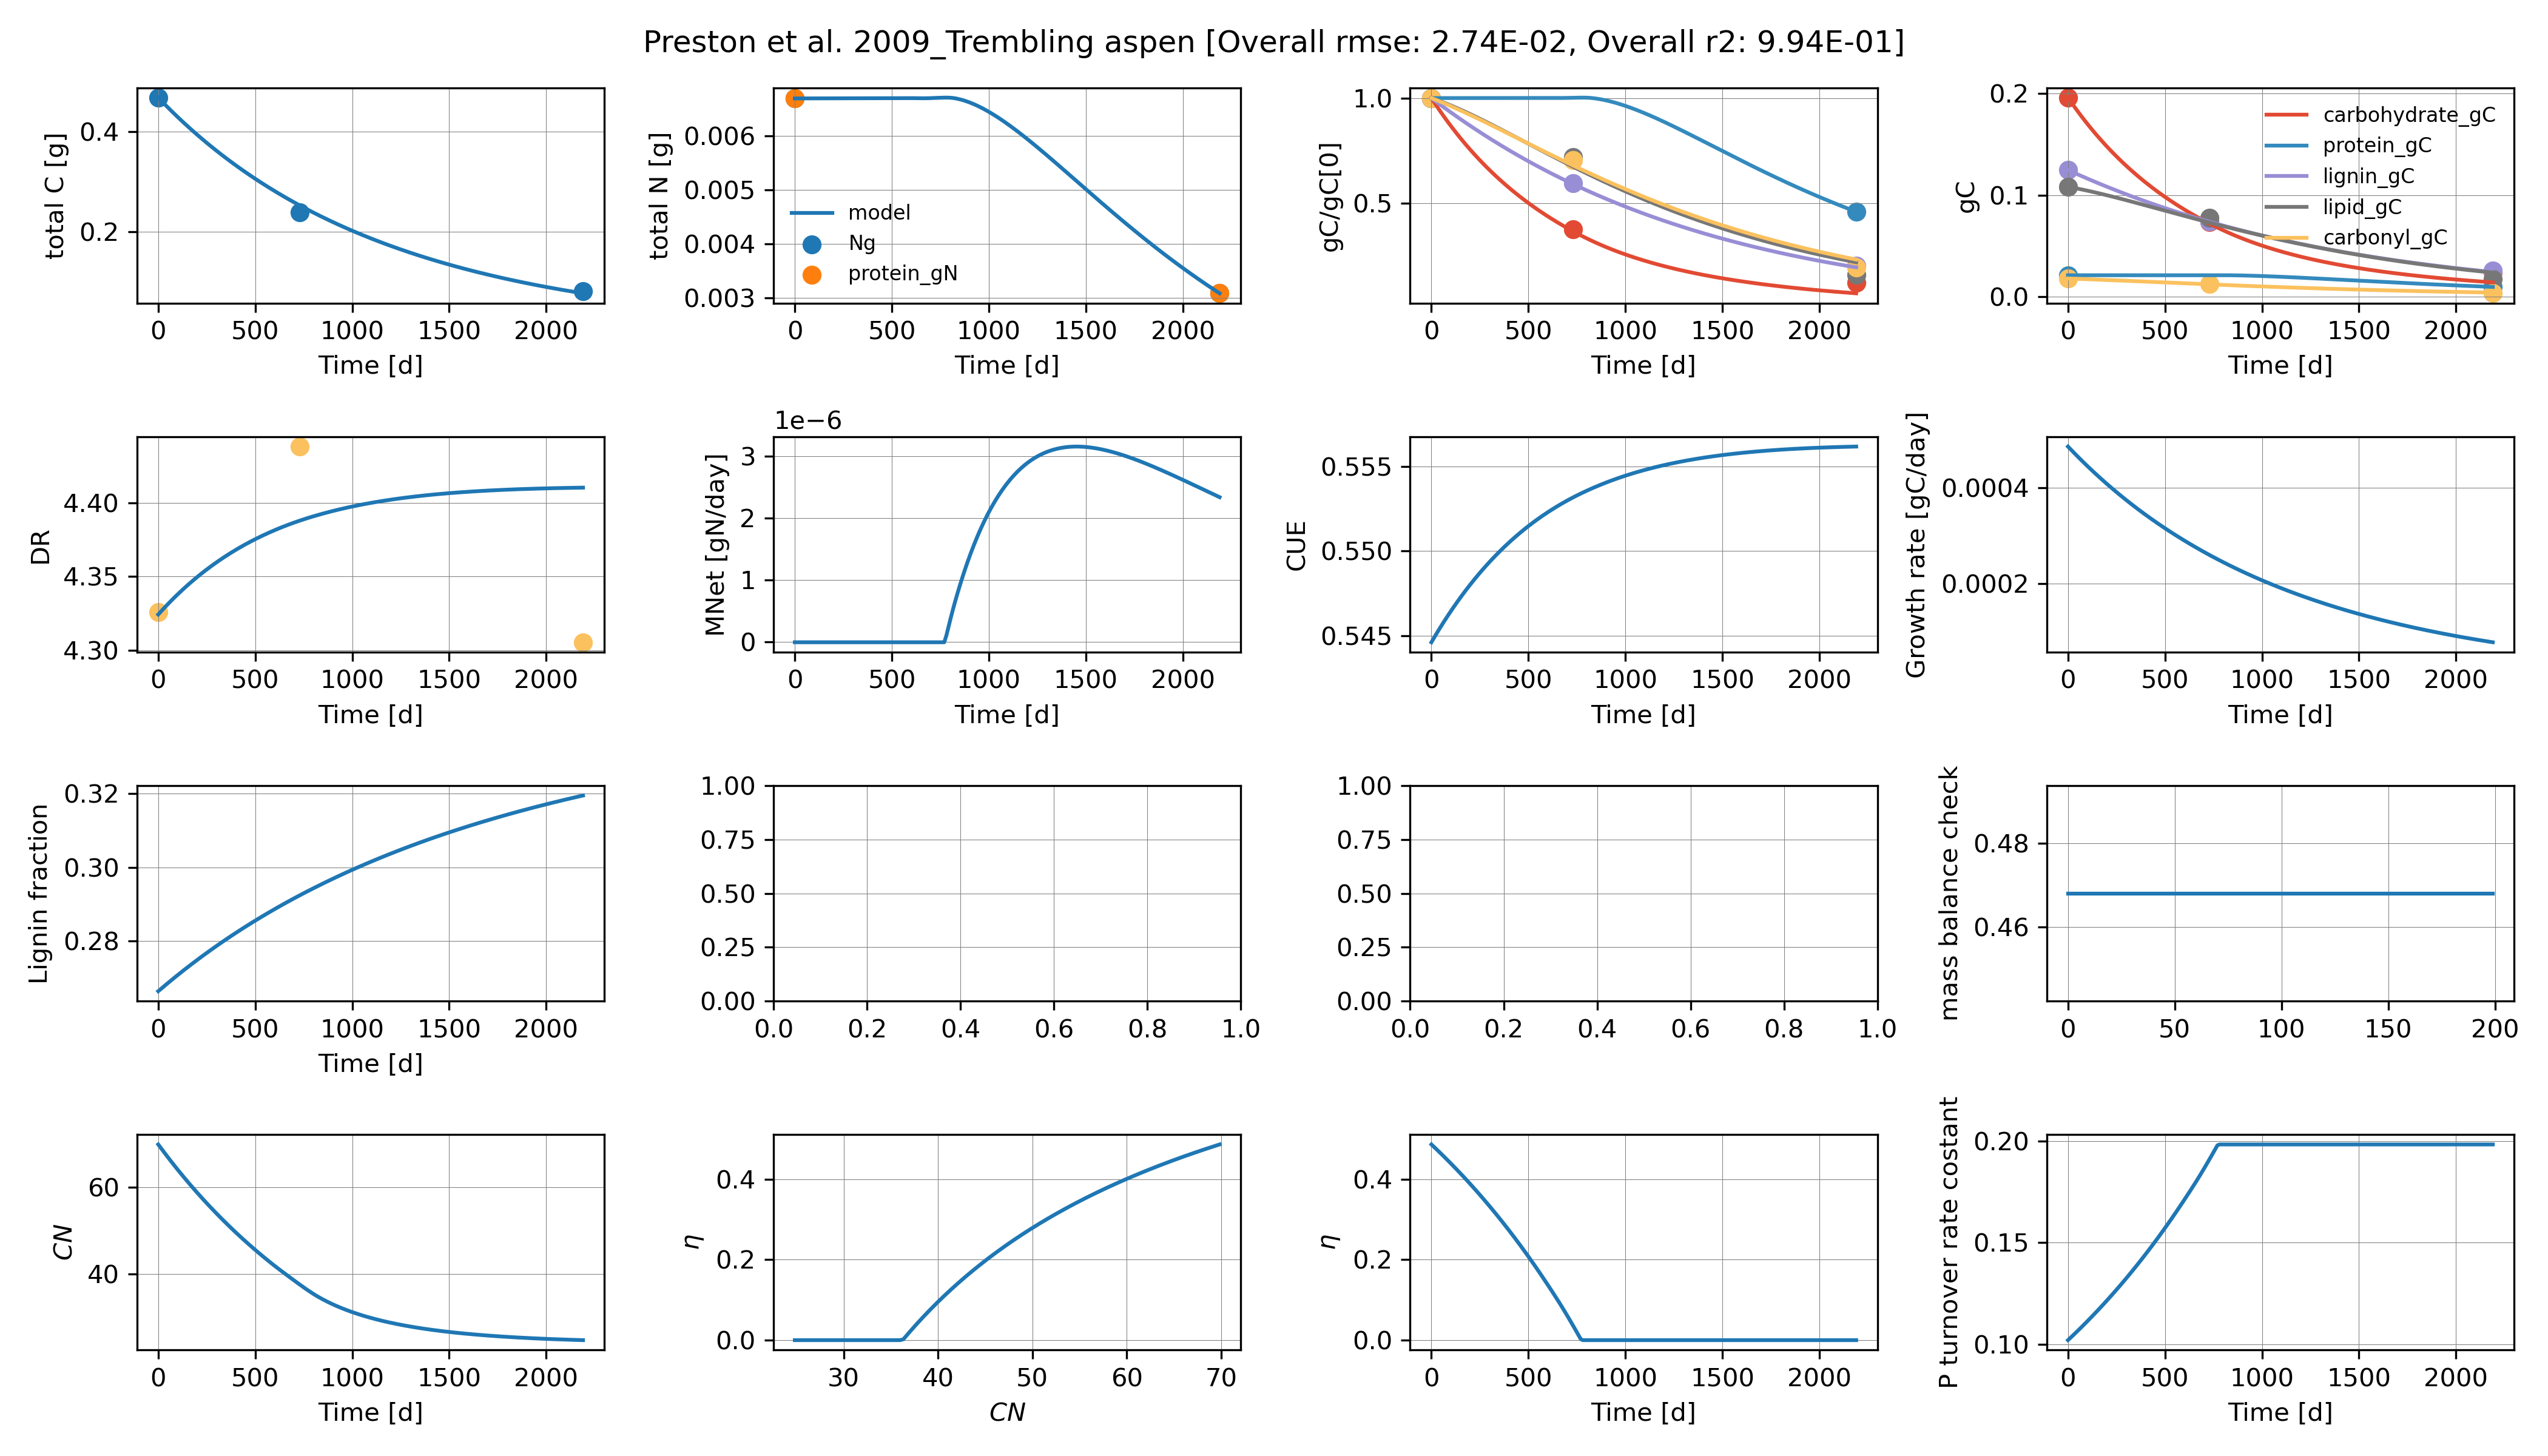 Preston et al. 2009_Trembling aspen [Overall rmse: 2.74E-02, Overall r2: 9.94E-01]
total C [g]
0.4
0.2
0 500 1000 1500 2000
Time [d]
total N [g]
0.006
0.005
0.004
0.003
model
Ng
protein_gN
0 500 1000 1500 2000
Time [d]
gC/gC[0]
1.0
0.5
0 500 1000 1500 2000
Time [d]
gC
0.2
0.1
0.0
carbohydrate_gC
protein_gC
lignin_gC
lipid_gC
carbonyl_gC
0 500 1000 1500 2000
Time [d]
DR
4.40
4.35
4.30
0 500 1000 1500 2000
Time [d]
1e−6
MNet [gN/day]
3
2
1
0
0 500 1000 1500 2000
Time [d]
CUE
0.555
0.550
0.545
0 500 1000 1500 2000
Time [d]
Growth rate [gC/day]
0.0004
0.0002
0 500 1000 1500 2000
Time [d]
Lignin fraction
0.32
0.30
0.28
0 500 1000 1500 2000
Time [d]
1.00
0.75
0.50
0.25
0.00
0.0 0.2 0.4 0.6 0.8 1.0
1.00
0.75
0.50
0.25
0.00
0.0 0.2 0.4 0.6 0.8 1.0
mass balance check
0.48
0.46
0 50 100 150 200
CN
60
40
0 500 1000 1500 2000
Time [d]
η
0.4
0.2
0.0
30 40 50 60 70
CN
η
0.4
0.2
0.0
0 500 1000 1500 2000
Time [d]
P turnover rate costant
0.20
0.15
0.10
0 500 1000 1500 2000
Time [d]